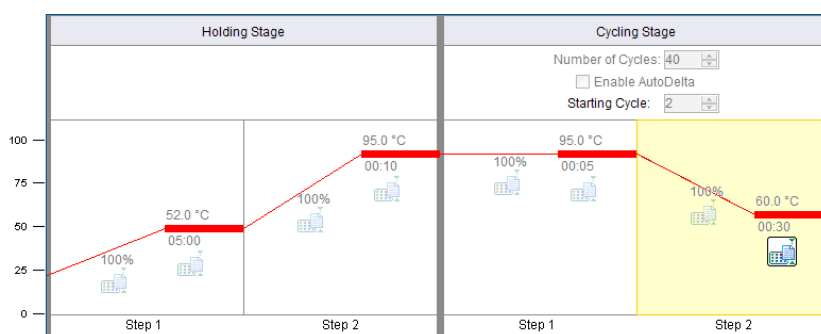 Holding Stage
Cycling Stage
Number of Cycles: 40
Enable AutoDelta
Starting Cycle: 2
100
75
50
25
0
100%
52.0 °C
05:00
100%
95.0 °C
00:10
100%
95.0 °C
00:05
100%
60.0 °C
00:30
Step 1
Step 2
Step 1
Step 2